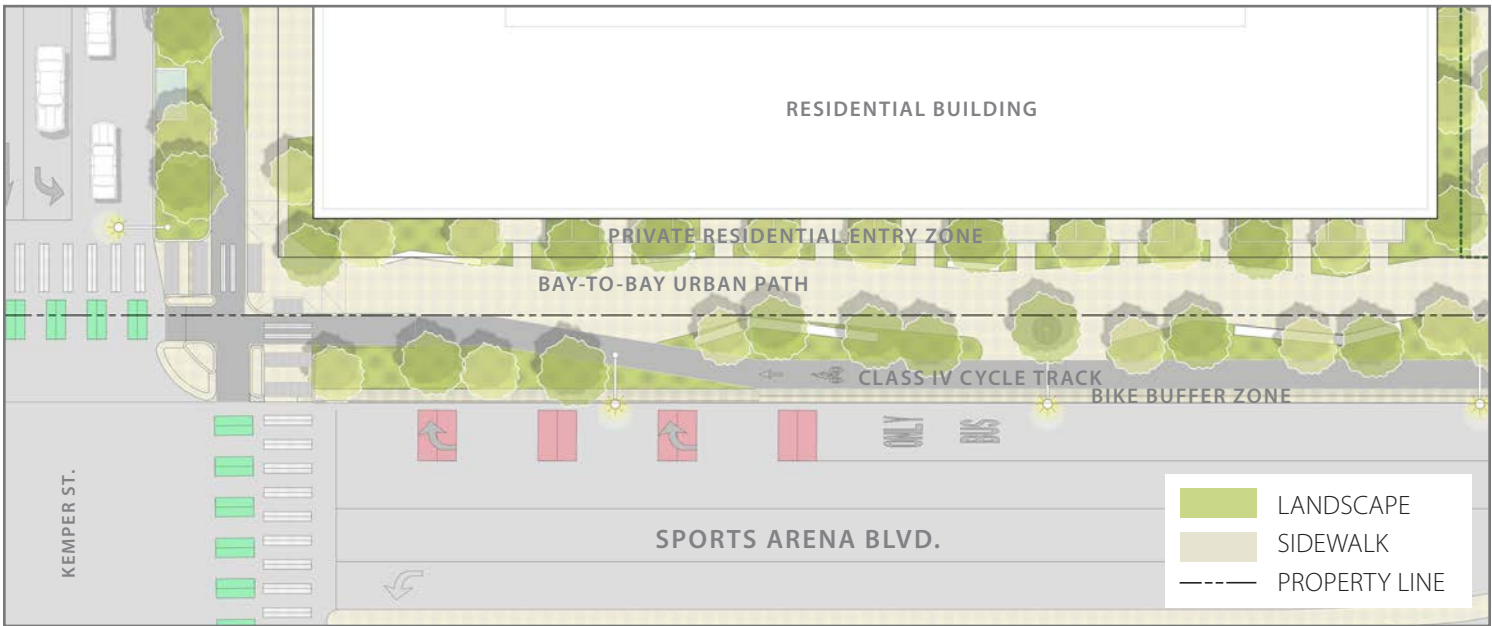 RESIDENTIAL BUILDING
PRIVATE RESIDENTIAL ENTRY ZONE
BAY-TO-BAY URBAN PATH
CLASS IV CYCLE TRACK
BIKE BUFFER ZONE
ONLY
BUS
KEMPER ST.
SPORTS ARENA BLVD.
LANDSCAPE
SIDEWALK
PROPERTY LINE